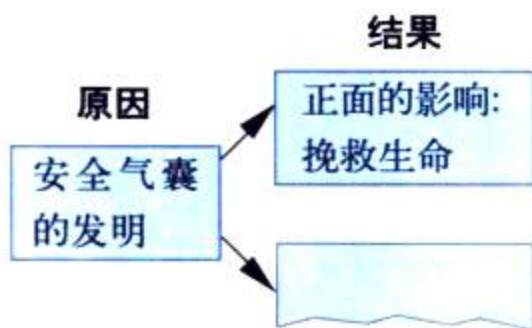 结果
原因
正面的影响:
挽救生命
安全气囊
的发明